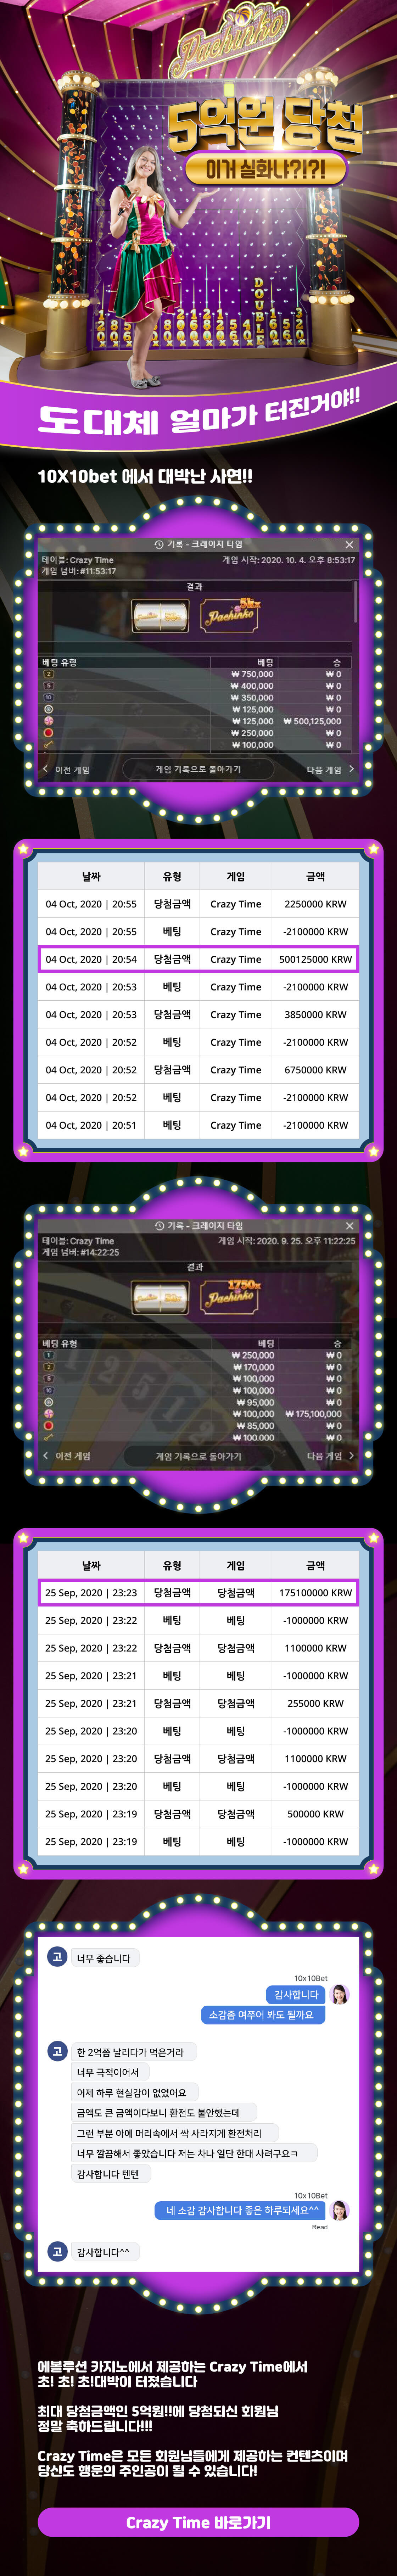 Pachinko
5억원 당첨
이거 실화냐?!?!
DOUBLE
도대체 얼마가 터진거야!!
10X10bet 에서 대박난 사연!!
기록 - 크레이지 타임
테이블: Crazy Time 게임 시작: 2020. 10. 4. 오후 8:53:17
게임 넘버: #11:53:17
결과
Pachinko
베팅 유형 베팅 승
2 ₩ 750,000 ₩ 0
5 ₩ 400,000 ₩ 0
10 ₩ 350,000 ₩ 0
₩ 125,000 ₩ 0
₩ 125,000 ₩ 500,125,000
₩ 250,000 ₩ 0
₩ 100,000 ₩ 0
이전 게임 게임 기록으로 돌아가기 다음 게임
날짜 유형 게임 금액
04 Oct, 2020 | 20:55 당첨금액 Crazy Time 2250000 KRW
04 Oct, 2020 | 20:55 베팅 Crazy Time -2100000 KRW
04 Oct, 2020 | 20:54 당첨금액 Crazy Time 500125000 KRW
04 Oct, 2020 | 20:53 베팅 Crazy Time -2100000 KRW
04 Oct, 2020 | 20:53 당첨금액 Crazy Time 3850000 KRW
04 Oct, 2020 | 20:52 베팅 Crazy Time -2100000 KRW
04 Oct, 2020 | 20:52 당첨금액 Crazy Time 6750000 KRW
04 Oct, 2020 | 20:52 베팅 Crazy Time -2100000 KRW
04 Oct, 2020 | 20:51 베팅 Crazy Time -2100000 KRW
기록 - 크레이지 타임
테이블: Crazy Time 게임 시작: 2020. 9. 25. 오후 11:22:25
게임 넘버: #14:22:25
결과
1750x
Pachinko
베팅 유형 베팅 승
1 ₩ 250,000 ₩ 0
2 ₩ 170,000 ₩ 0
5 ₩ 100,000 ₩ 0
10 ₩ 100,000 ₩ 0
₩ 95,000 ₩ 0
₩ 100,000 ₩ 175,100,000
₩ 85,000 ₩ 0
₩ 100,000 ₩ 0
이전 게임 게임 기록으로 돌아가기 다음 게임
날짜 유형 게임 금액
25 Sep, 2020 | 23:23 당첨금액 당첨금액 175100000 KRW
25 Sep, 2020 | 23:22 베팅 베팅 -1000000 KRW
25 Sep, 2020 | 23:22 당첨금액 당첨금액 1100000 KRW
25 Sep, 2020 | 23:21 베팅 베팅 -1000000 KRW
25 Sep, 2020 | 23:21 당첨금액 당첨금액 255000 KRW
25 Sep, 2020 | 23:20 베팅 베팅 -1000000 KRW
25 Sep, 2020 | 23:20 당첨금액 당첨금액 1100000 KRW
25 Sep, 2020 | 23:20 베팅 베팅 -1000000 KRW
25 Sep, 2020 | 23:19 당첨금액 당첨금액 500000 KRW
25 Sep, 2020 | 23:19 베팅 베팅 -1000000 KRW
고 너무 좋습니다
10x10Bet
감사합니다
소감좀 여쭈어 봐도 될까요
고 한 2억쯤 날리다가 먹은거라
너무 극적이어서
어제 하루 현실감이 없었어요
금액도 큰 금액이다보니 환전도 불안했는데
그런 부분 아예 머리속에서 싹 사라지게 환전처리
너무 깔끔해서 좋았습니다 저는 차나 일단 한대 사려구요ㅋ
감사합니다 텐텐
10x10Bet
네 소감 감사합니다 좋은 하루되세요^^
Read
고 감사합니다^^
에볼루션 카지노에서 제공하는 Crazy Time에서
초! 초! 초!대박이 터졌습니다
최대 당첨금액인 5억원!!에 당첨되신 회원님
정말 축하드립니다!!!
Crazy Time은 모든 회원님들에게 제공하는 컨텐츠이며
당신도 행운의 주인공이 될 수 있습니다!
Crazy Time 바로가기